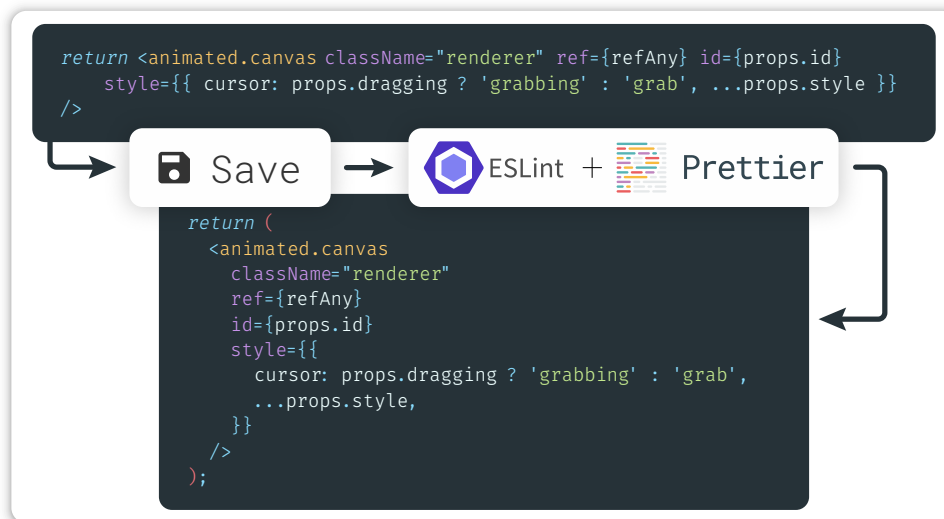 return <animated.canvas className="renderer" ref={refAny} id={props.id}
    style={{ cursor: props.dragging ? 'grabbing' : 'grab', ...props.style }}
/>
Save
ESLint + Prettier
return (
  <animated.canvas
    className="renderer"
    ref={refAny}
    id={props.id}
    style={{
      cursor: props.dragging ? 'grabbing' : 'grab',
      ...props.style,
    }}
  />
);